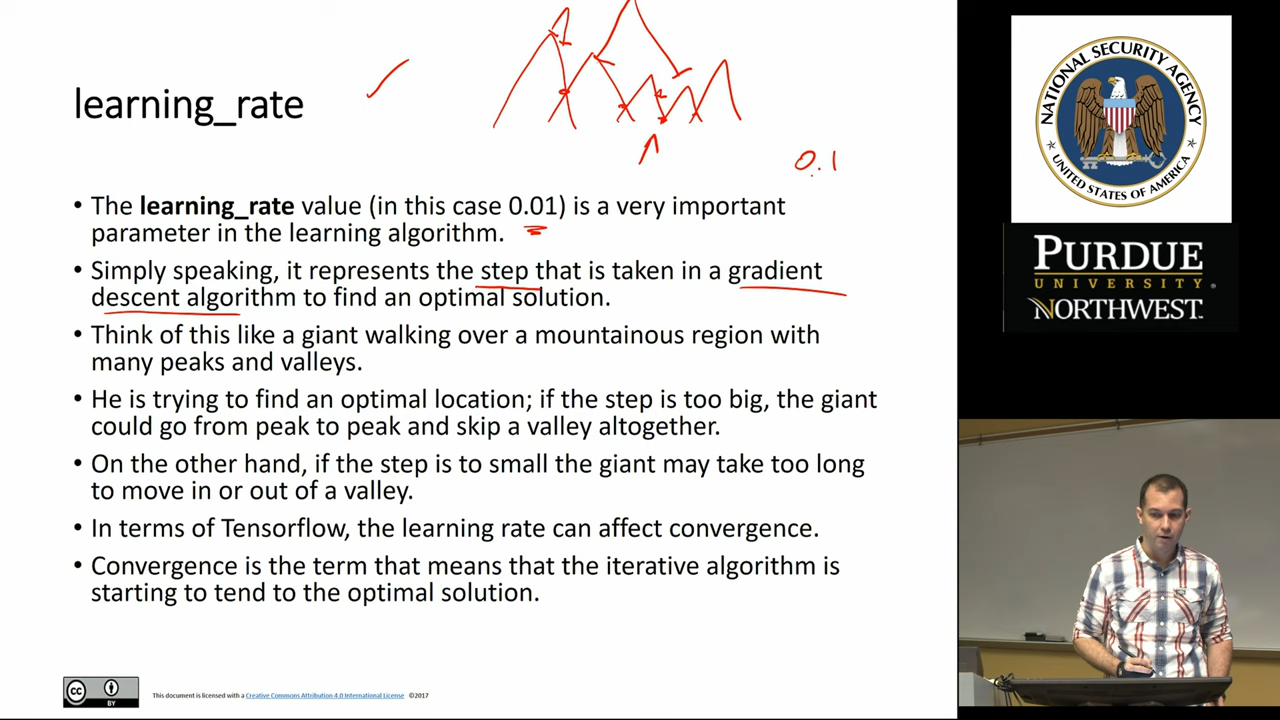 learning_rate
0.1
• The learning_rate value (in this case 0.01) is a very important
parameter in the learning algorithm.
• Simply speaking, it represents the step that is taken in a gradient
descent algorithm to find an optimal solution.
• Think of this like a giant walking over a mountainous region with
many peaks and valleys.
• He is trying to find an optimal location; if the step is too big, the giant
could go from peak to peak and skip a valley altogether.
• On the other hand, if the step is to small the giant may take too long
to move in or out of a valley.
• In terms of Tensorflow, the learning rate can affect convergence.
• Convergence is the term that means that the iterative algorithm is
starting to tend to the optimal solution.
cc BY
This document is licensed with a Creative Commons Attribution 4.0 International License ©2017
NATIONAL SECURITY AGENCY
UNITED STATES OF AMERICA
PURDUE
UNIVERSITY
NORTHWEST